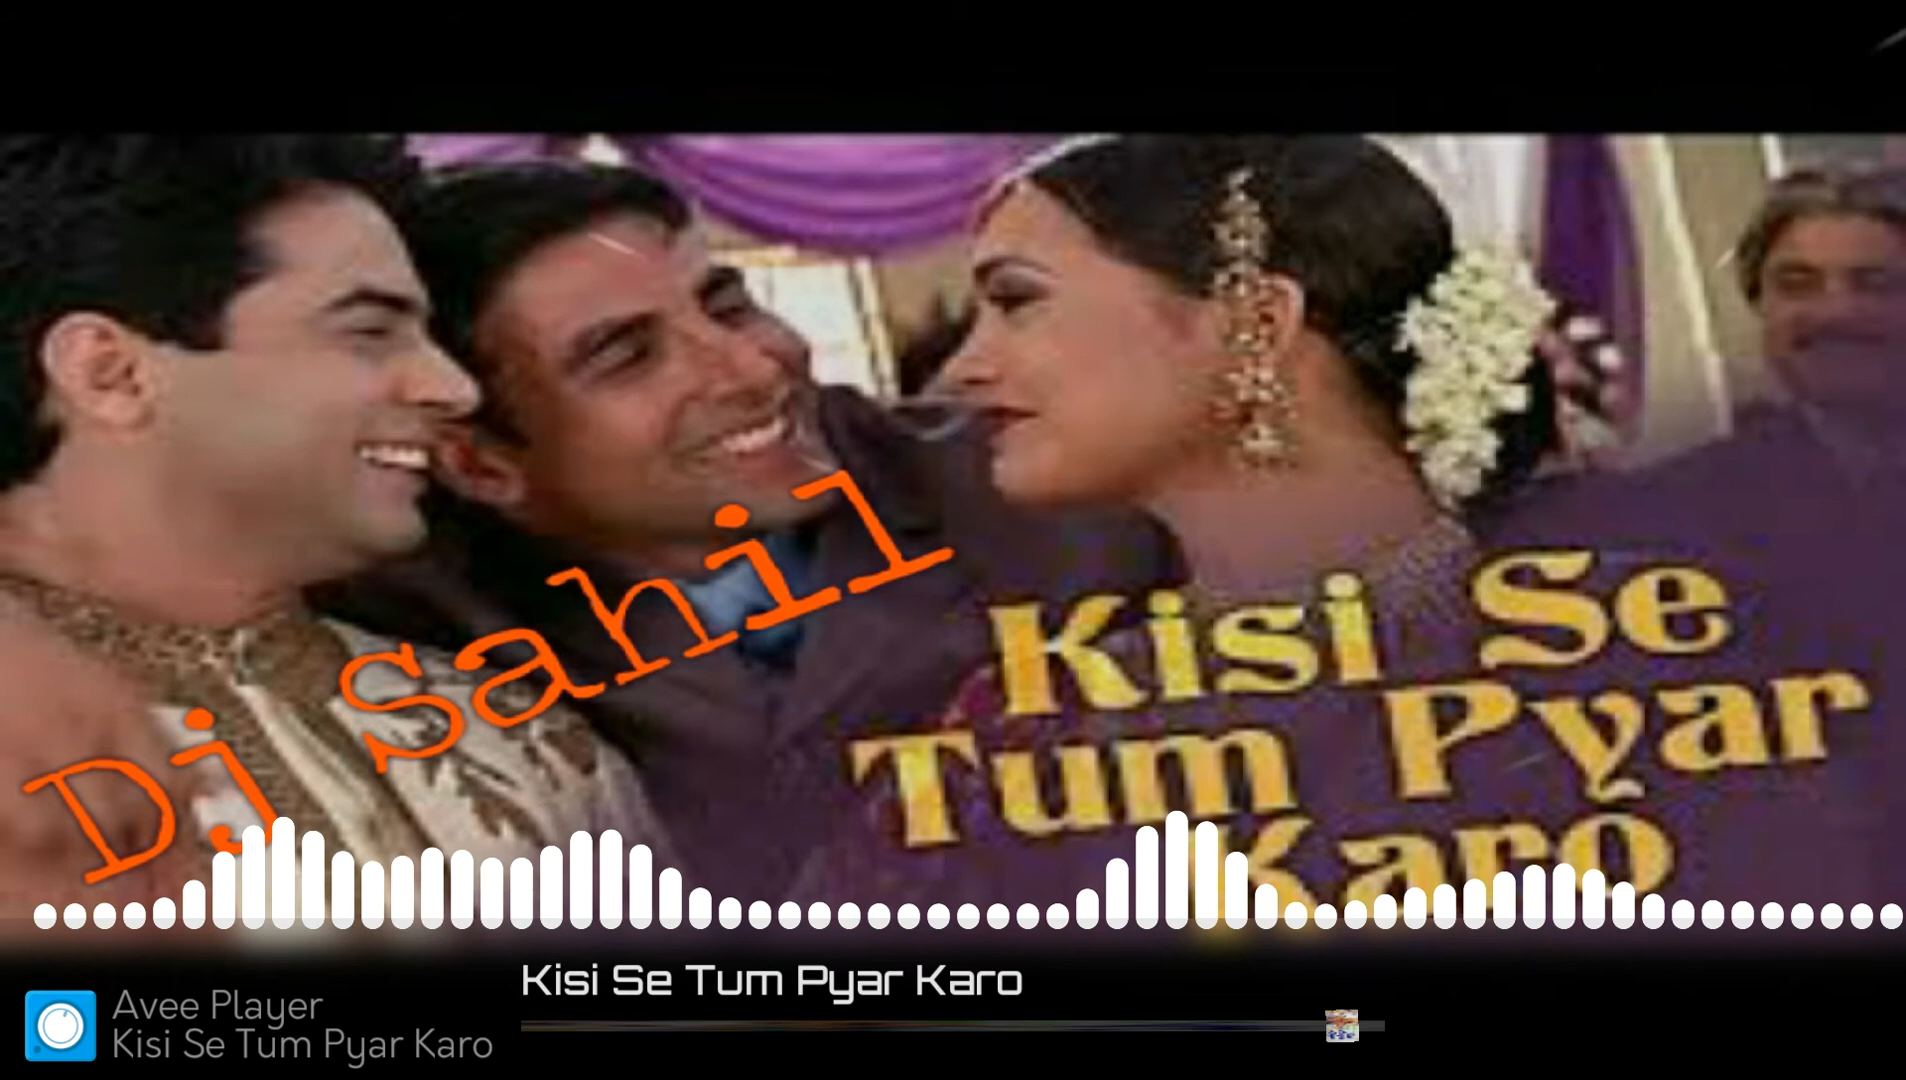 Dj sahil
Kisi Se
Tum Pyar
Karo
Kisi Se Tum Pyar Karo
Avee Player
Kisi Se Tum Pyar Karo